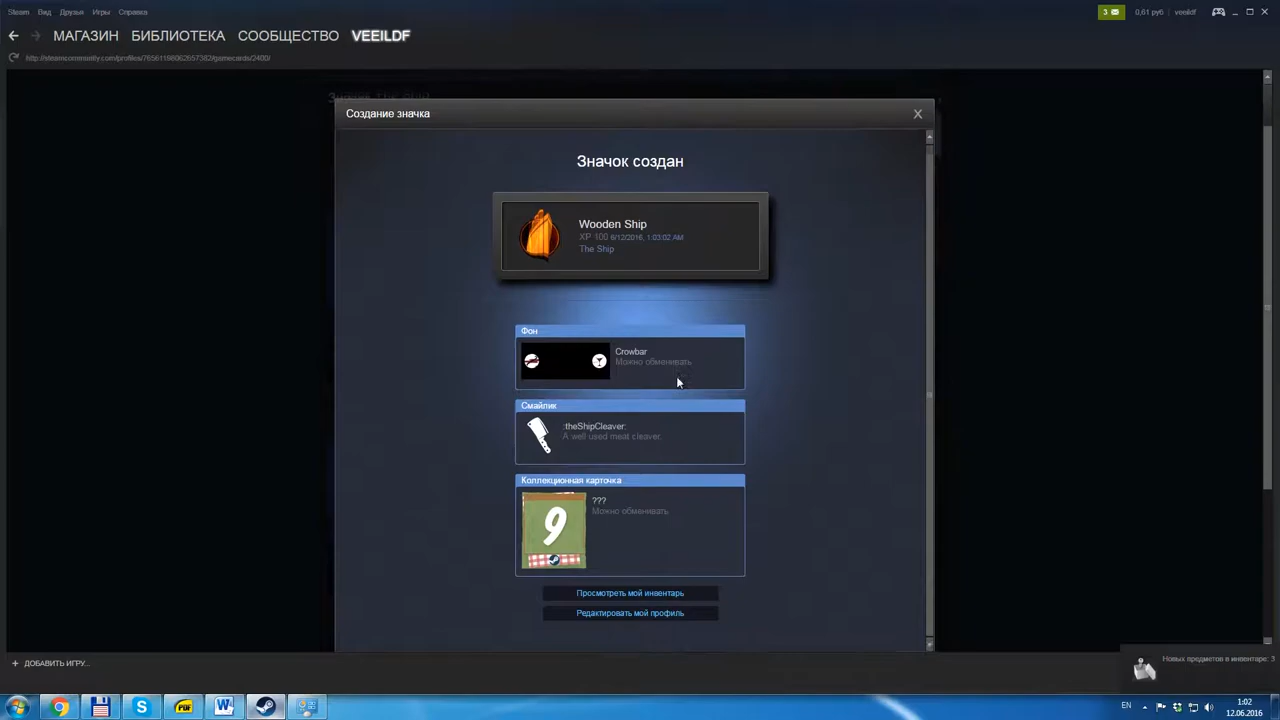 Steam Вид Друзья Игры Справка
3 0,61 руб veeildf
МАГАЗИН БИБЛИОТЕКА СООБЩЕСТВО VEEILDF
Создание значка X
Значок создан
Wooden Ship
XP 100 6/12/2016, 1:03:02 AM
The Ship
Фон
Crowbar
Можно обменивать
Смайлик
:theShipCleaver:
A well used meat cleaver.
Коллекционная карточка
9
???
Можно обменивать
Просмотреть мой инвентарь
Редактировать мой профиль
+ ДОБАВИТЬ ИГРУ...
Новых предметов в инвентаре: 3
PDF
EN
1:02
12.06.2016